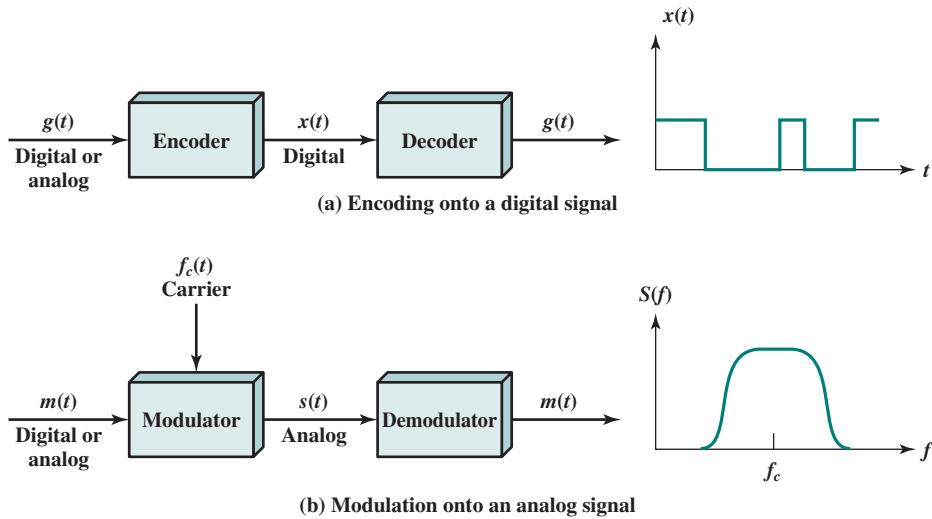 x(t)
g(t)
Digital or
analog
Encoder
x(t)
Digital
Decoder
g(t)
t
(a) Encoding onto a digital signal
f_c(t)
Carrier
S(f)
m(t)
Digital or
analog
Modulator
s(t)
Analog
Demodulator
m(t)
f_c
f
(b) Modulation onto an analog signal